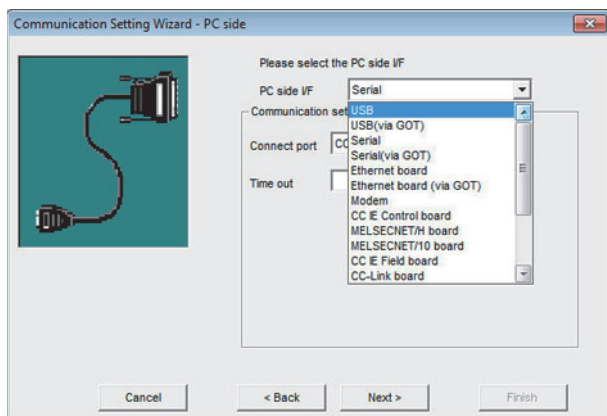 Communication Setting Wizard - PC side
Please select the PC side I/F
PC side I/F Serial
Communication set
USB
USB(via GOT)
Connect port CO
Serial
Serial(via GOT)
Time out
Ethernet board
Ethernet board (via GOT)
Modem
CC IE Control board
MELSECNET/H board
MELSECNET/10 board
CC IE Field board
CC-Link board
Cancel
< Back
Next >
Finish